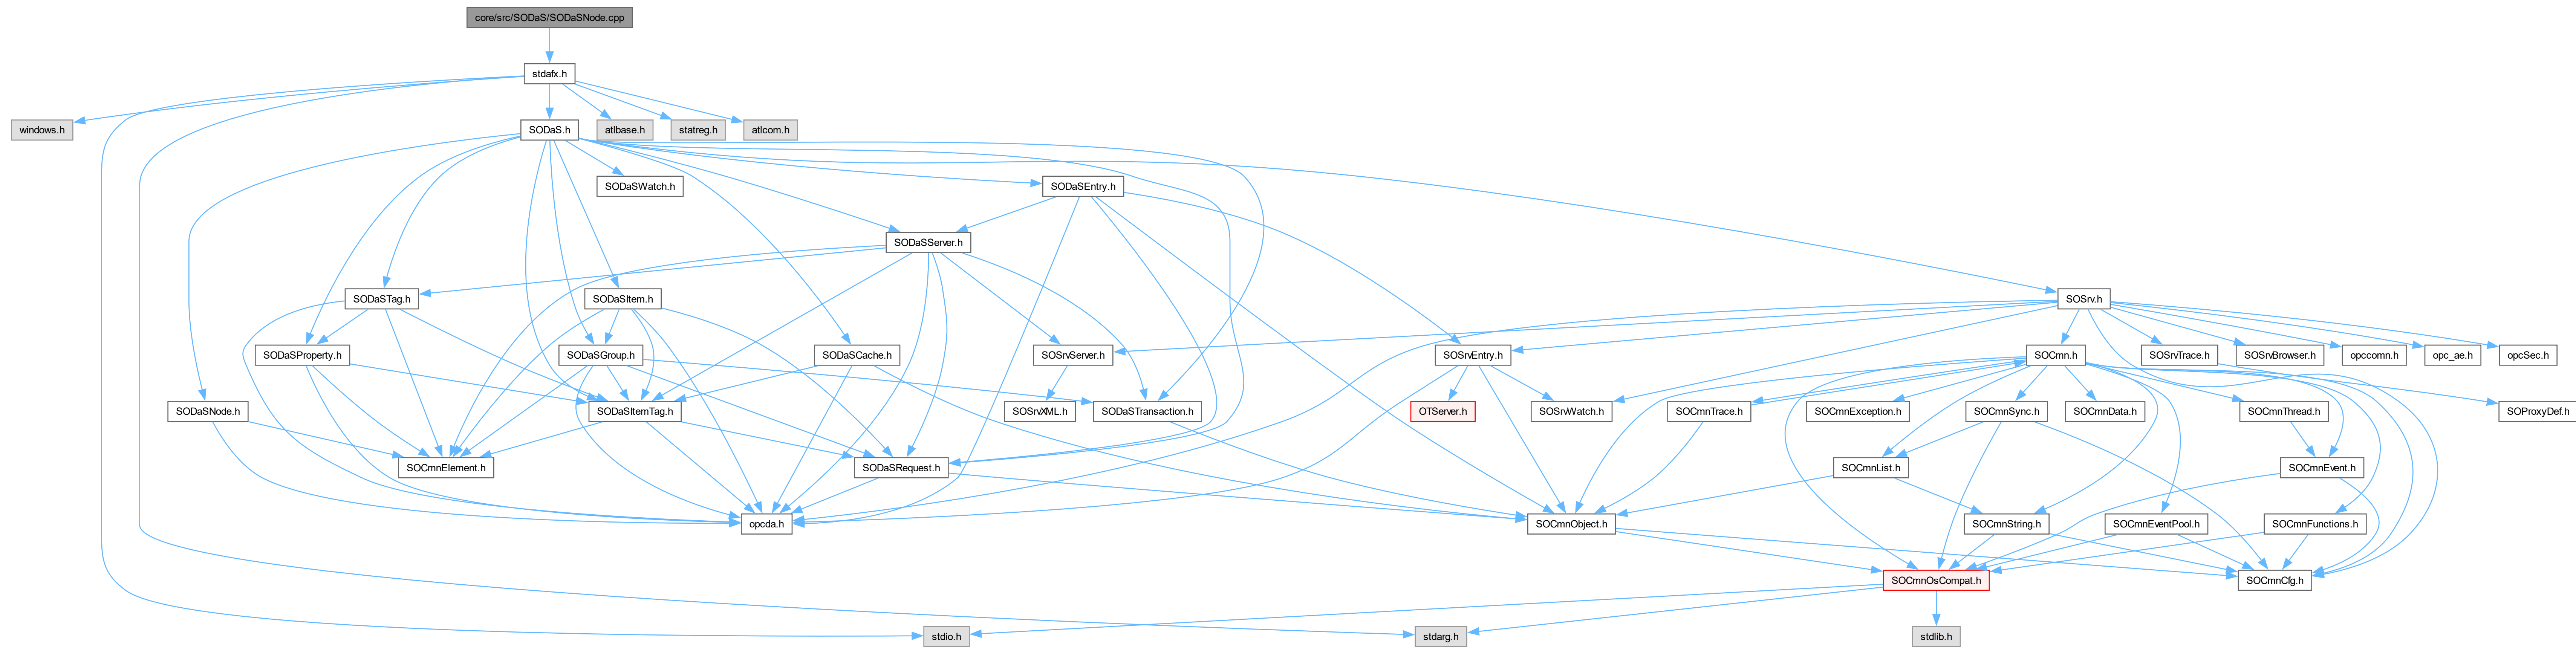 core/src/SODaS/SODaSNode.cpp
stdafx.h
windows.h
SODaS.h
atlbase.h
statreg.h
atlcom.h
SODaSWatch.h
SODaSEntry.h
SODaSServer.h
SODaSTag.h
SODaSItem.h
SOSrv.h
SODaSProperty.h
SODaSGroup.h
SODaSCache.h
SOSrvServer.h
SOSrvEntry.h
SOCmn.h
SOSrvTrace.h
SOSrvBrowser.h
opccomn.h
opc_ae.h
opcSec.h
SODaSNode.h
SODaSItemTag.h
SOSrvXML.h
SODaSTransaction.h
OTServer.h
SOSrvWatch.h
SOCmnTrace.h
SOCmnException.h
SOCmnSync.h
SOCmnData.h
SOCmnThread.h
SOProxyDef.h
SOCmnElement.h
SODaSRequest.h
SOCmnList.h
SOCmnEvent.h
opcda.h
SOCmnObject.h
SOCmnString.h
SOCmnEventPool.h
SOCmnFunctions.h
SOCmnOsCompat.h
SOCmnCfg.h
stdio.h
stdarg.h
stdlib.h